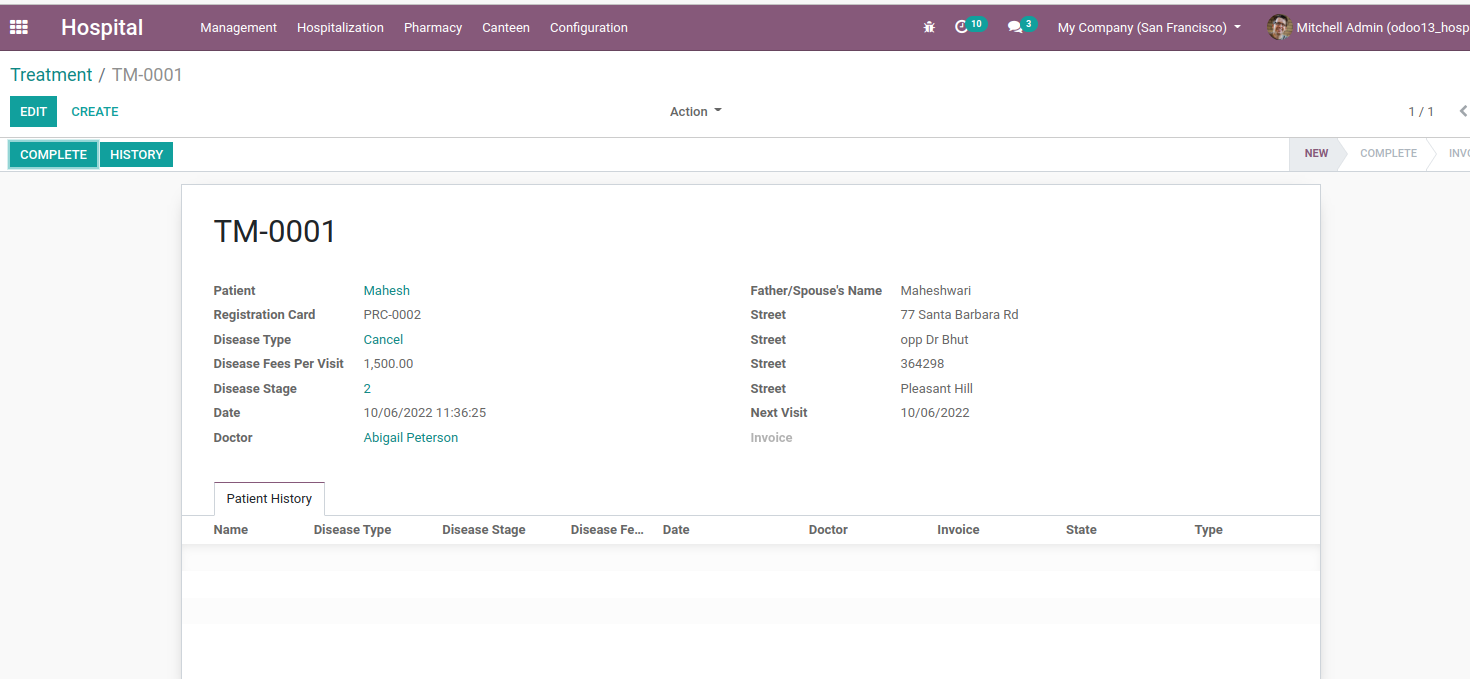 Hospital Management Hospitalization Pharmacy Canteen Configuration 10 3 My Company (San Francisco) Mitchell Admin (odoo13_hosp
Treatment / TM-0001
EDIT CREATE Action 1 / 1
COMPLETE HISTORY NEW COMPLETE INVO
TM-0001
Patient Mahesh Father/Spouse's Name Maheshwari
Registration Card PRC-0002 Street 77 Santa Barbara Rd
Disease Type Cancel Street opp Dr Bhut
Disease Fees Per Visit 1,500.00 Street 364298
Disease Stage 2 Street Pleasant Hill
Date 10/06/2022 11:36:25 Next Visit 10/06/2022
Doctor Abigail Peterson Invoice
Patient History
Name Disease Type Disease Stage Disease Fe... Date Doctor Invoice State Type